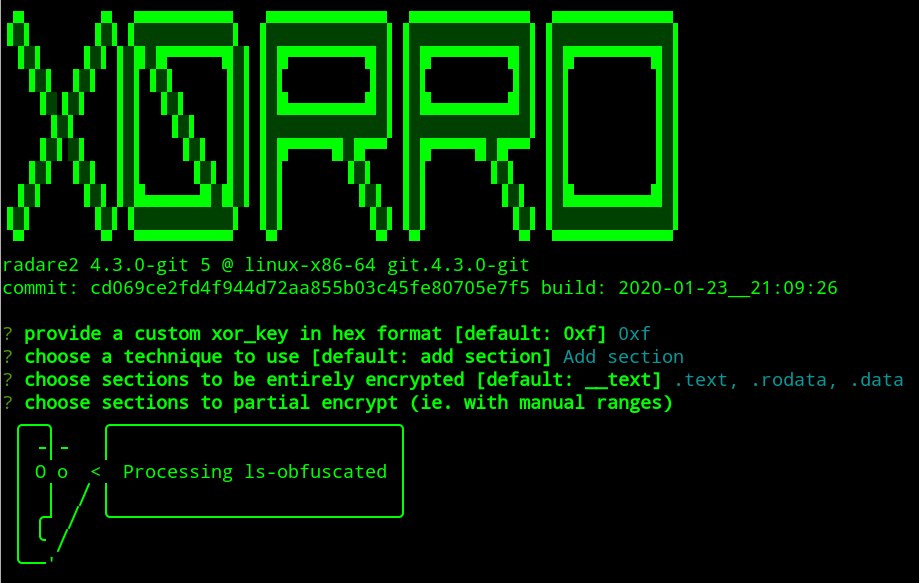 X0RRO
radare2 4.3.0-git 5 @ linux-x86-64 git.4.3.0-git
commit: cd069ce2fd4f944d72aa855b03c45fe80705e7f5 build: 2020-01-23__21:09:26
? provide a custom xor_key in hex format [default: 0xf] 0xf
? choose a technique to use [default: add section] Add section
? choose sections to be entirely encrypted [default: __text] .text, .rodata, .data
? choose sections to partial encrypt (ie. with manual ranges)
Processing ls-obfuscated